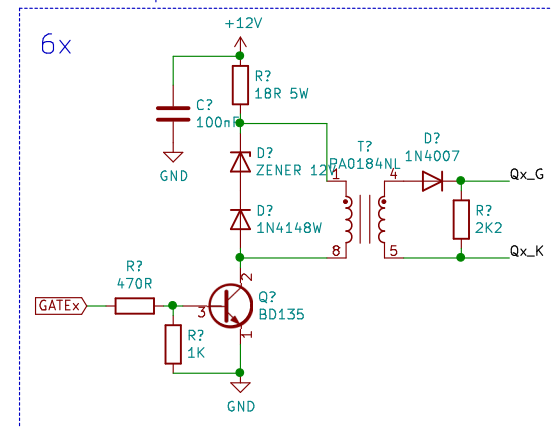 6x
+12V
R?
18R 5W
C?
100nF
GND
D?
ZENER 12V
D?
1N4148W
T?
PA0184NL
1
8
4
5
D?
1N4007
Qx_G
R?
2K2
Qx_K
R?
470R
GATEx
R?
1K
2
3
Q?
BD135
1
GND